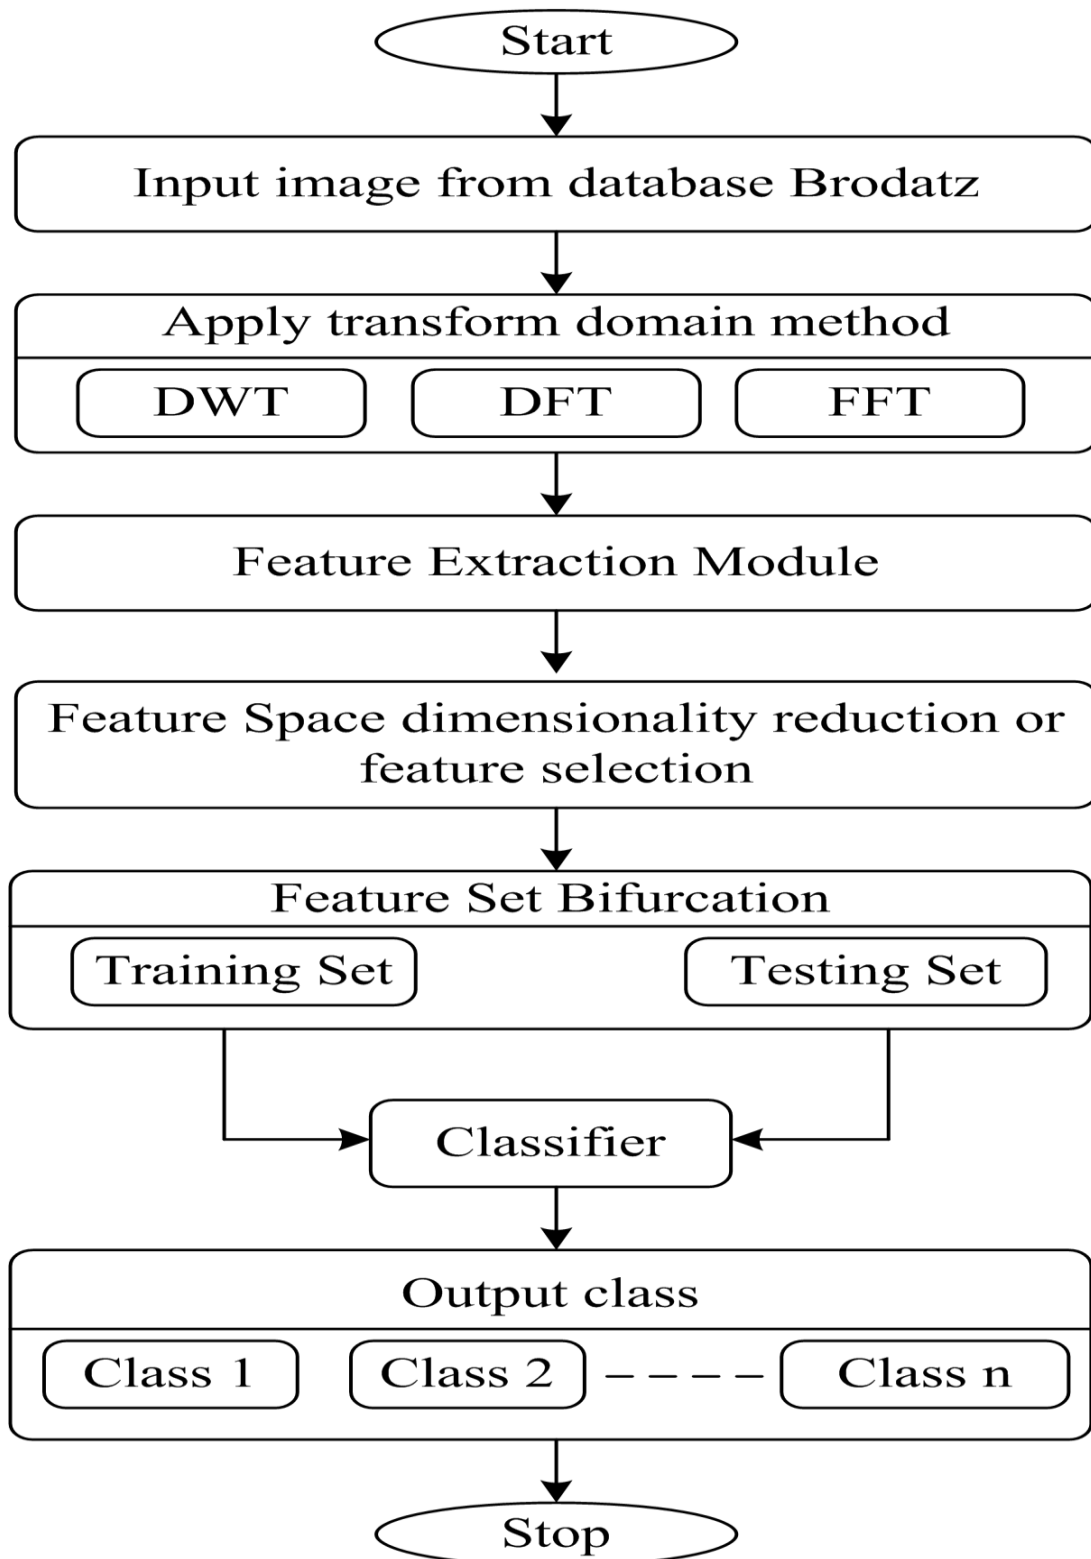 Start
Input image from database Brodatz
Apply transform domain method
DWT
DFT
FFT
Feature Extraction Module
Feature Space dimensionality reduction or
feature selection
Feature Set Bifurcation
Training Set
Testing Set
Classifier
Output class
Class 1
Class 2
Class n
Stop